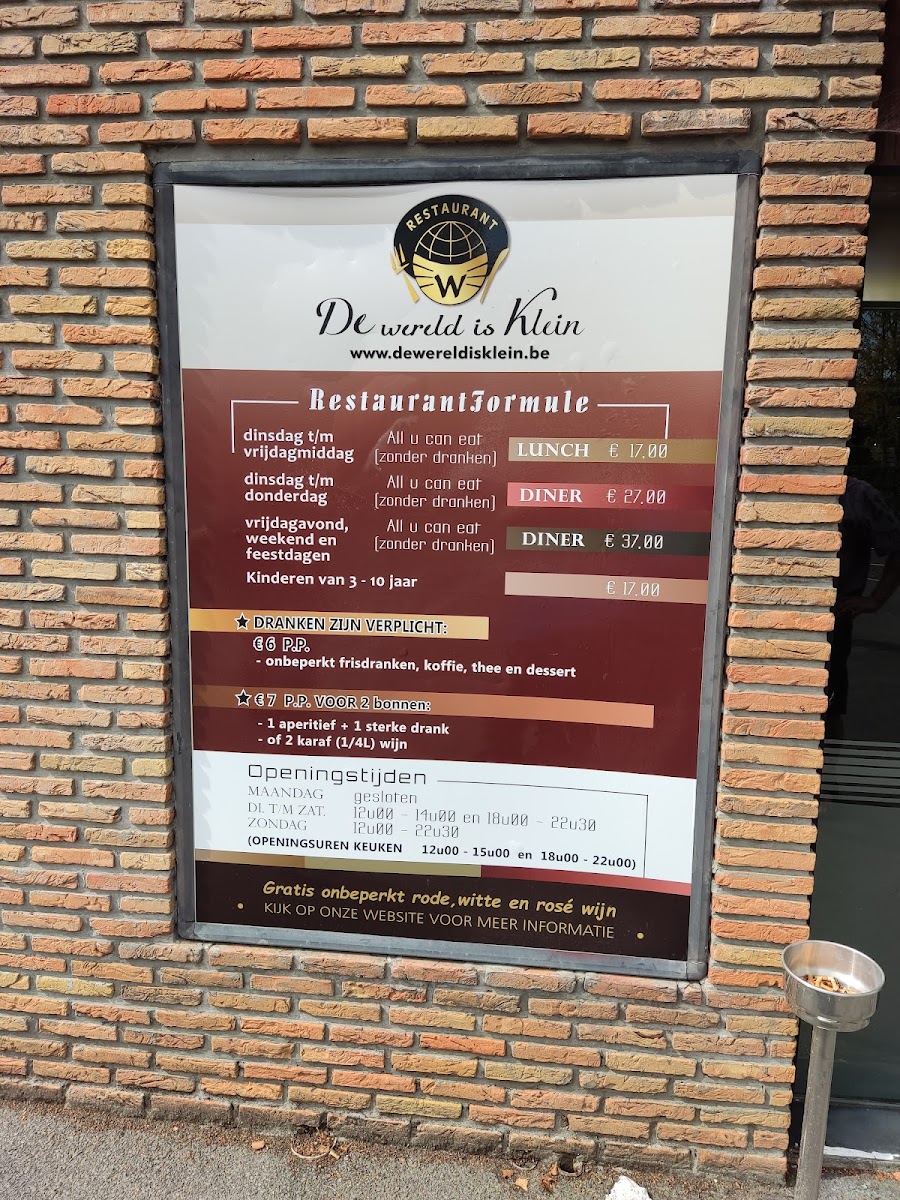 RESTAURANT
W
De wereld is Klein
www.dewereldisklein.be
RestaurantFormule
dinsdag t/m
vrijdagmiddag
All u can eat
(zonder dranken)
LUNCH € 17.00
dinsdag t/m
donderdag
All u can eat
(zonder dranken)
DINER € 27.00
vrijdagavond,
weekend en
feestdagen
All u can eat
(zonder dranken)
DINER € 37.00
Kinderen van 3 - 10 jaar
€ 17.00
★ DRANKEN ZIJN VERPLICHT:
€ 6 P.P.
- onbeperkt frisdranken, koffie, thee en dessert
★ € 7 P.P. VOOR 2 bonnen:
- 1 aperitief + 1 sterke drank
- of 2 karaf (1/4L) wijn
Openingstijden
MAANDAG gesloten
DI. T/M ZAT. 12u00 - 14u00 en 18u00 - 22u30
ZONDAG 12u00 - 22u30
(OPENINGSUREN KEUKEN 12u00 - 15u00 en 18u00 - 22u00)
Gratis onbeperkt rode,witte en rosé wijn
• KIJK OP ONZE WEBSITE VOOR MEER INFORMATIE •